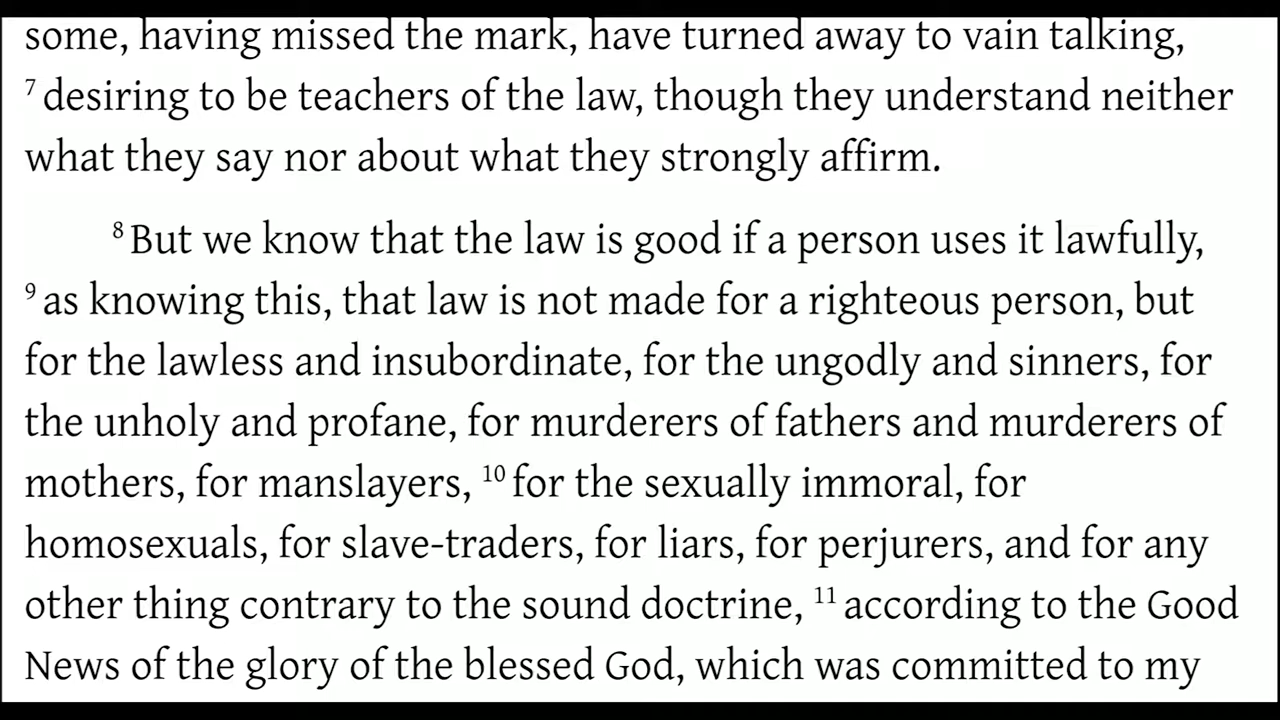 some, having missed the mark, have turned away to vain talking,
7 desiring to be teachers of the law, though they understand neither
what they say nor about what they strongly affirm.
8 But we know that the law is good if a person uses it lawfully,
9 as knowing this, that law is not made for a righteous person, but
for the lawless and insubordinate, for the ungodly and sinners, for
the unholy and profane, for murderers of fathers and murderers of
mothers, for manslayers, 10 for the sexually immoral, for
homosexuals, for slave-traders, for liars, for perjurers, and for any
other thing contrary to the sound doctrine, 11 according to the Good
News of the glory of the blessed God, which was committed to my